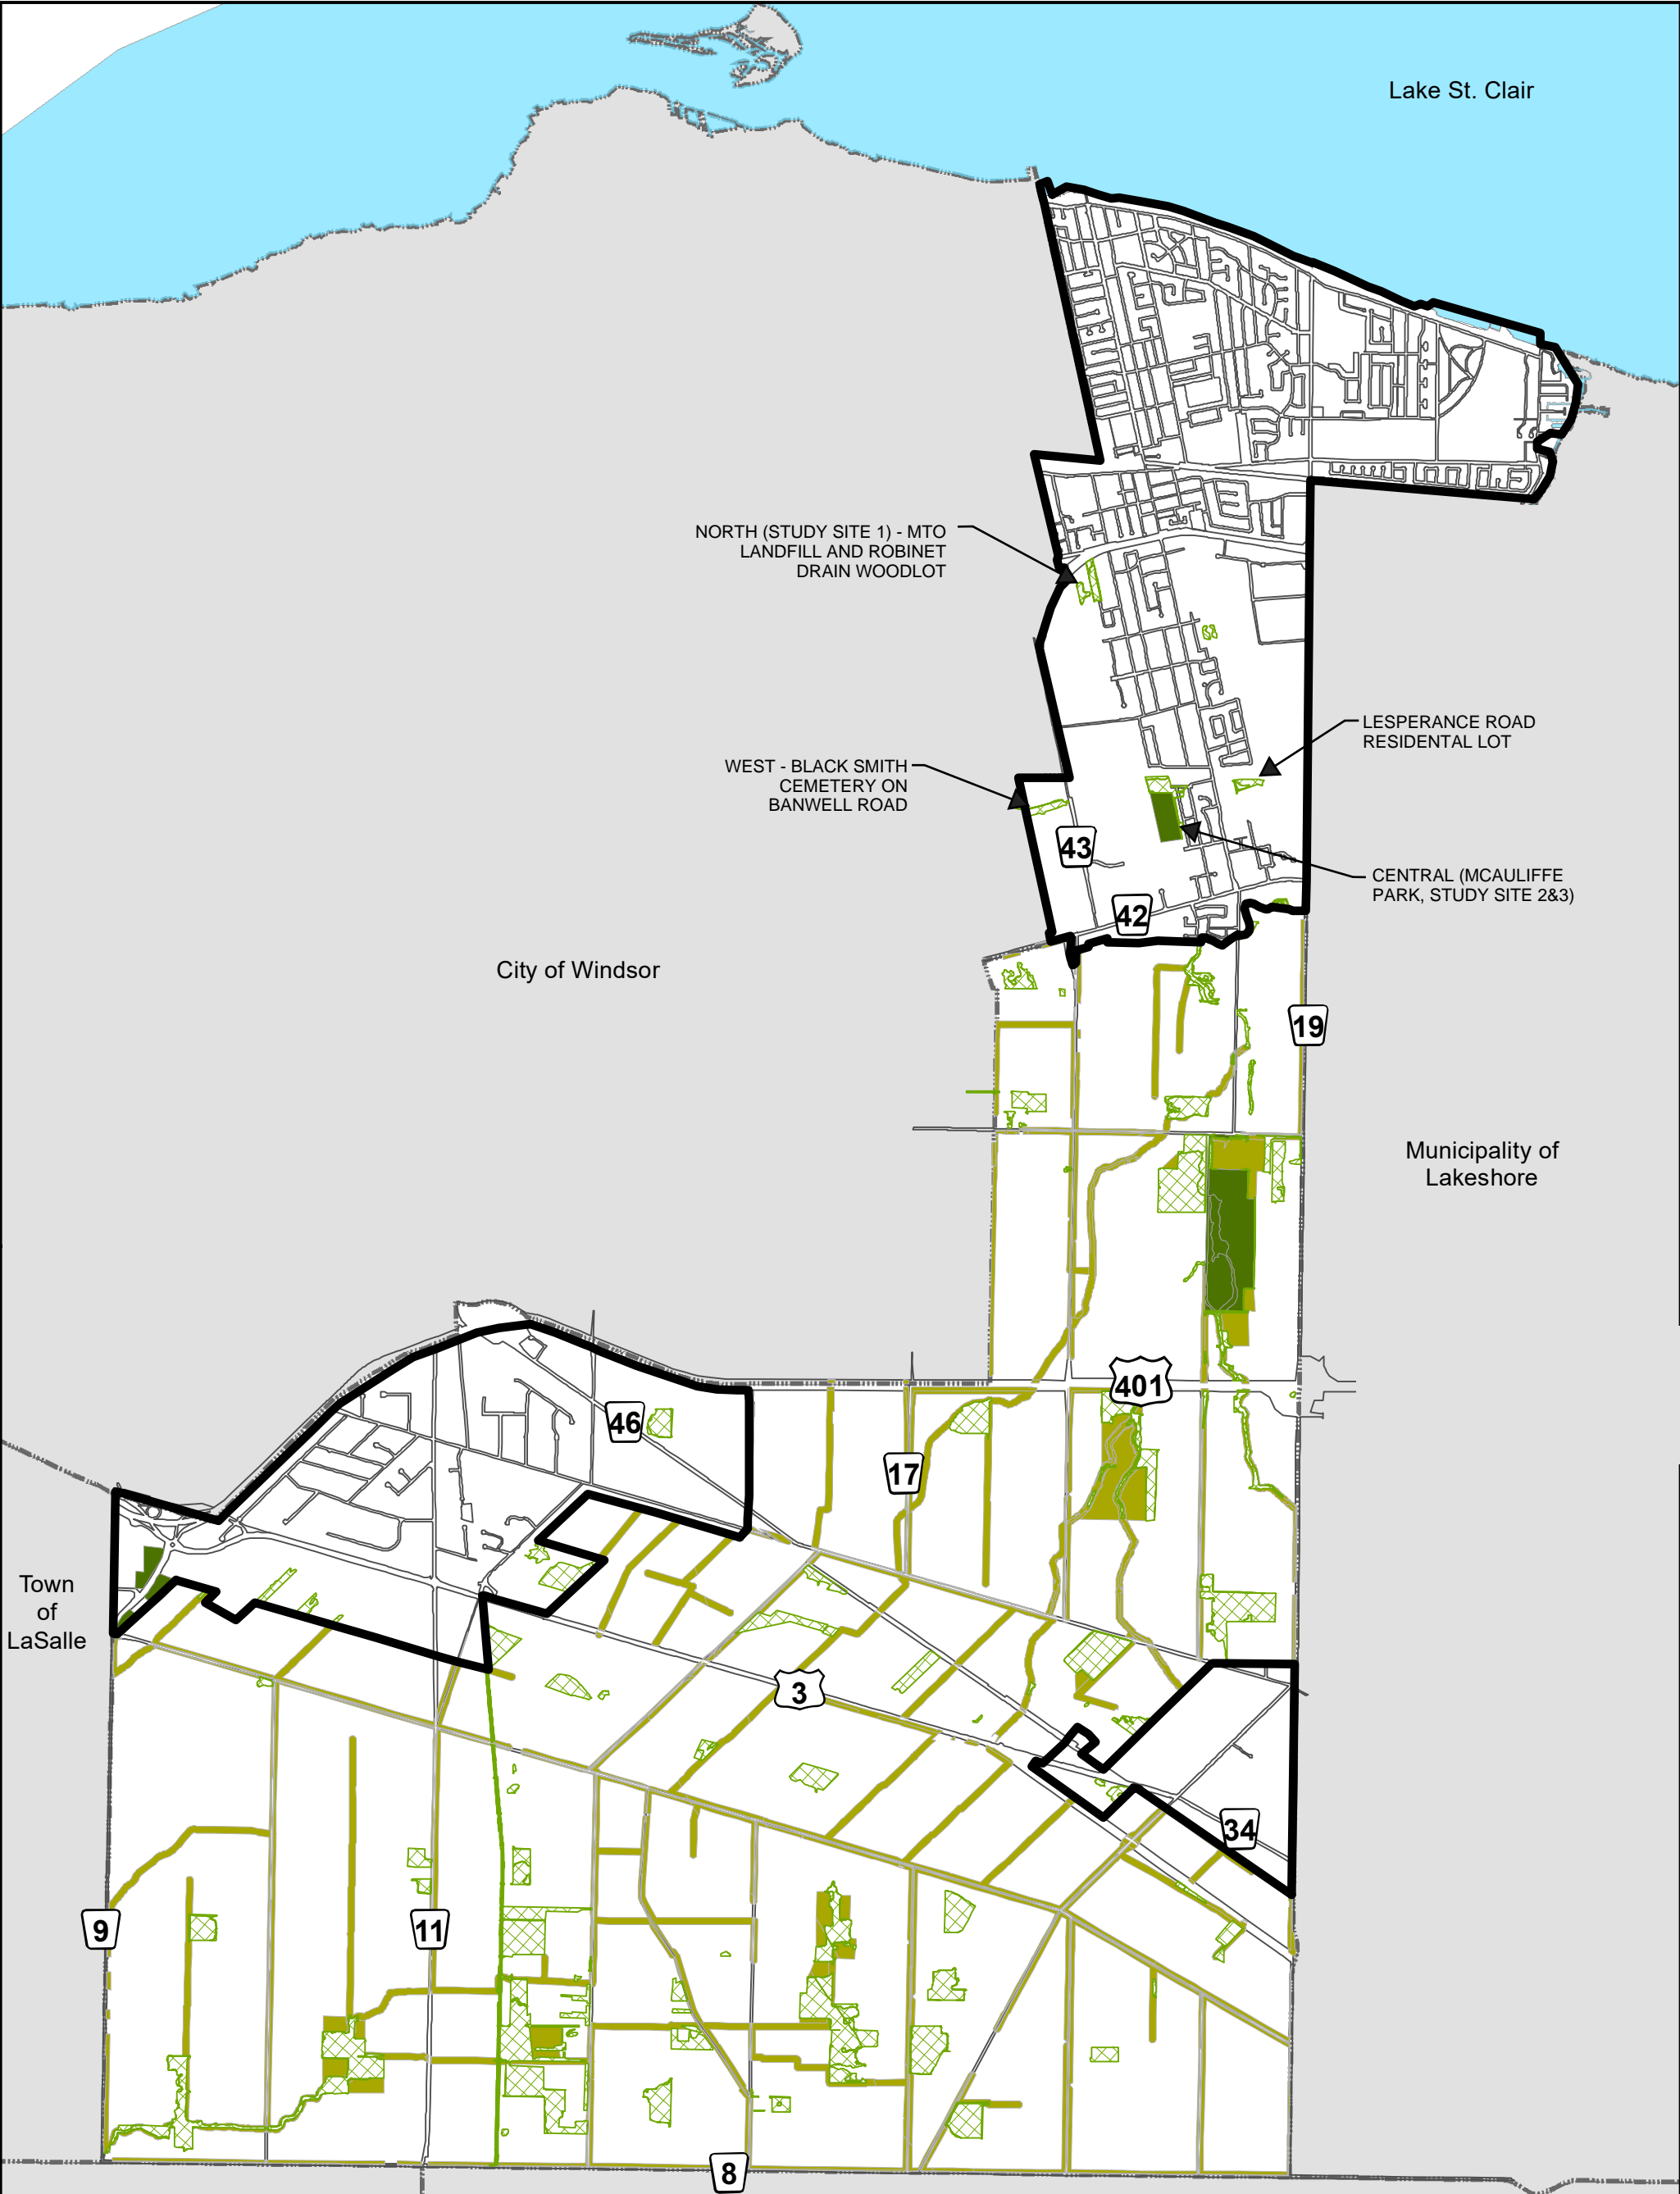 Lake St. Clair
NORTH (STUDY SITE 1) - MTO
LANDFILL AND ROBINET
DRAIN WOODLOT
LESPERANCE ROAD
RESIDENTAL LOT
WEST - BLACK SMITH
CEMETERY ON
BANWELL ROAD
43
CENTRAL (MCAULIFFE
PARK, STUDY SITE 2&3)
42
City of Windsor
19
Municipality of
Lakeshore
401
46
17
Town
of
LaSalle
3
34
9
11
8